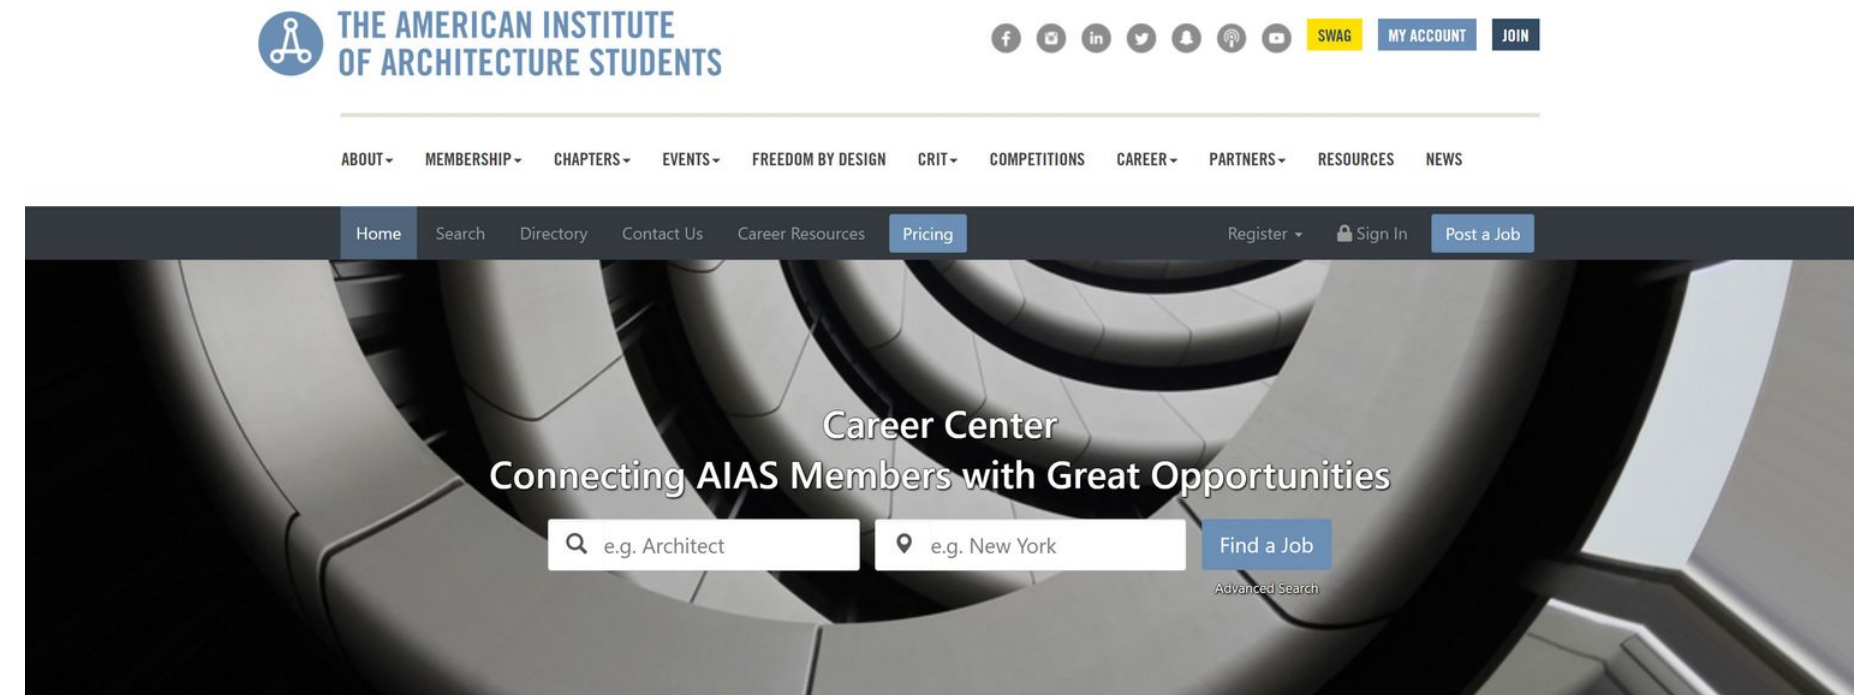 THE AMERICAN INSTITUTE
OF ARCHITECTURE STUDENTS
SWAG MY ACCOUNT JOIN
ABOUT MEMBERSHIP CHAPTERS EVENTS FREEDOM BY DESIGN CRIT COMPETITIONS CAREER PARTNERS RESOURCES NEWS
Home Search Directory Contact Us Career Resources Pricing Register Sign In Post a Job
Career Center
Connecting AIAS Members with Great Opportunities
e.g. Architect e.g. New York Find a Job
Advanced Search